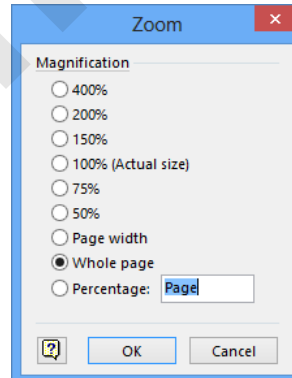 Zoom
Magnification
400%
200%
150%
100% (Actual size)
75%
50%
Page width
Whole page
Percentage: Page
OK Cancel